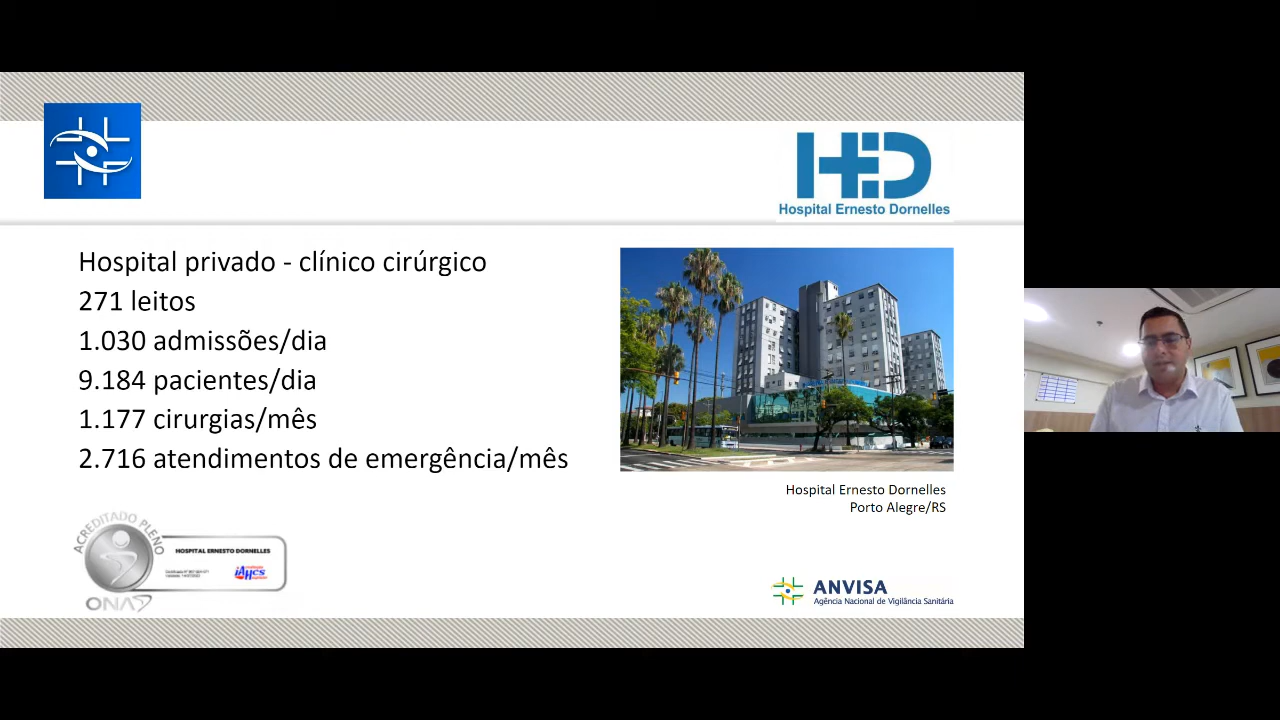 HED
Hospital Ernesto Dornelles
Hospital privado - clínico cirúrgico
271 leitos
1.030 admissões/dia
9.184 pacientes/dia
1.177 cirurgias/mês
2.716 atendimentos de emergência/mês
Hospital Ernesto Dornelles
Porto Alegre/RS
ACREDITADO PLENO
HOSPITAL ERNESTO DORNELLES
IAHCS
ONA
ANVISA
Agência Nacional de Vigilância Sanitária